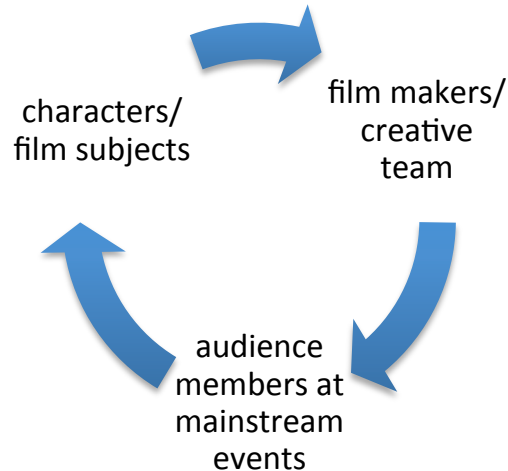 characters/
film subjects
film makers/
creative
team
audience
members at
mainstream
events